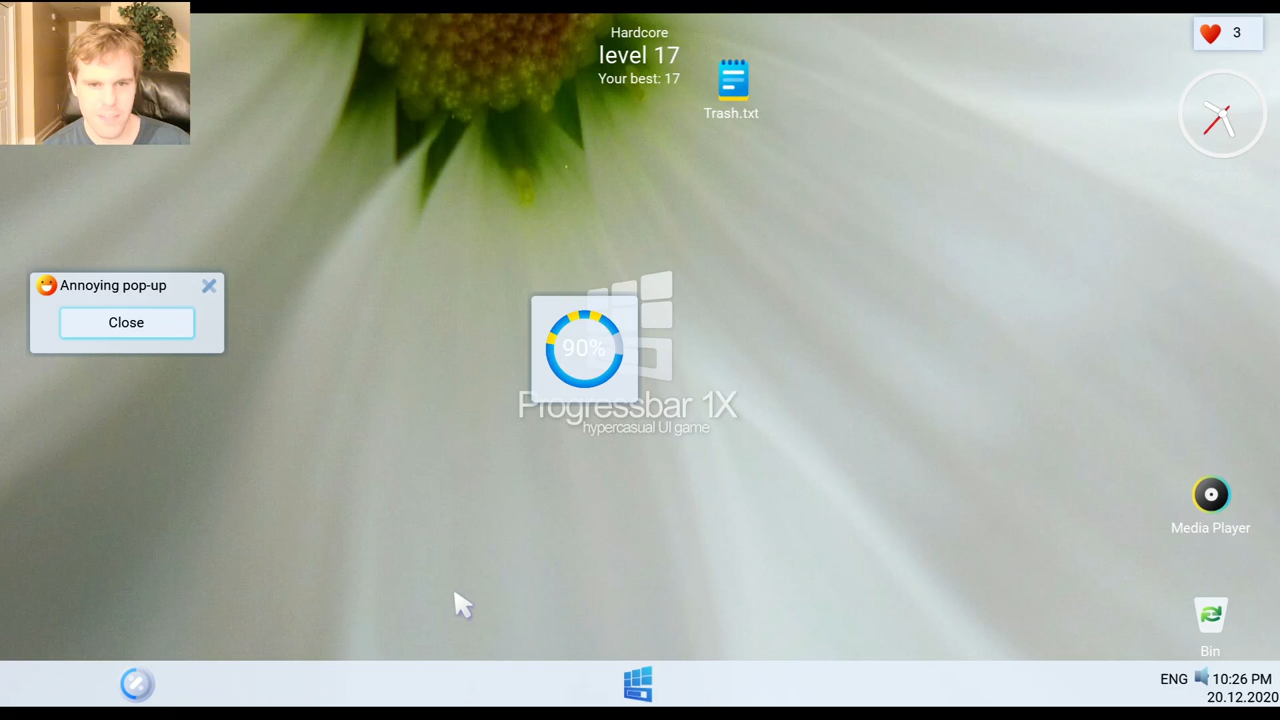 Hardcore
level 17
Your best: 17
3
Trash.txt
Annoying pop-up
Close
90%
Progressbar 1X
hypercasual UI game
Media Player
Bin
ENG 10:26 PM
20.12.2020